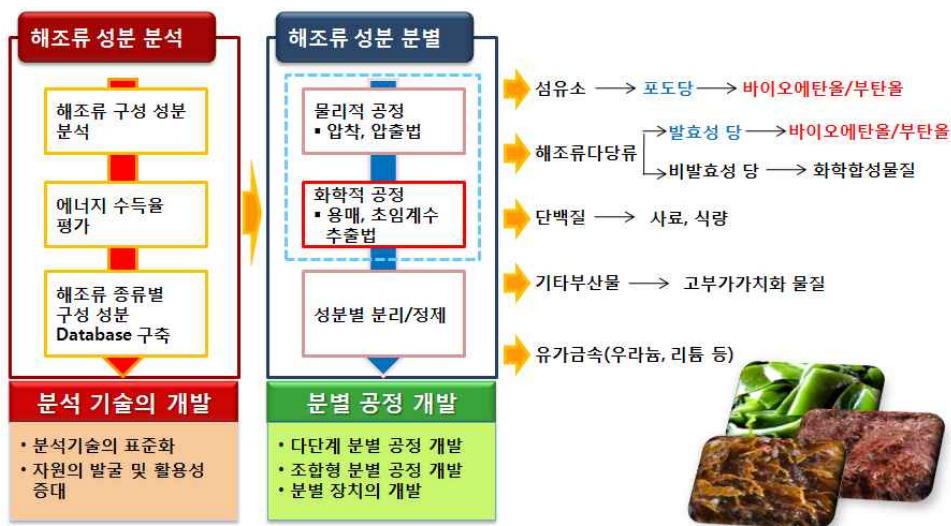 해조류 성분 분석
해조류 구성 성분
분석
에너지 수득율
평가
해조류 종류별
구성 성분
Database 구축
분석 기술의 개발
• 분석기술의 표준화
• 자원의 발굴 및 활용성
증대
해조류 성분 분별
물리적 공정
▪ 압착, 압출법
화학적 공정
▪ 용매, 초임계수
추출법
성분별 분리/정제
분별 공정 개발
• 다단계 분별 공정 개발
• 조합형 분별 공정 개발
• 분별 장치의 개발
섬유소 → 포도당 → 바이오에탄올/부탄올
해조류다당류
발효성 당 → 바이오에탄올/부탄올
비발효성 당 → 화학합성물질
단백질 → 사료, 식량
기타부산물 → 고부가가치화 물질
유가금속(우라늄, 리튬 등)